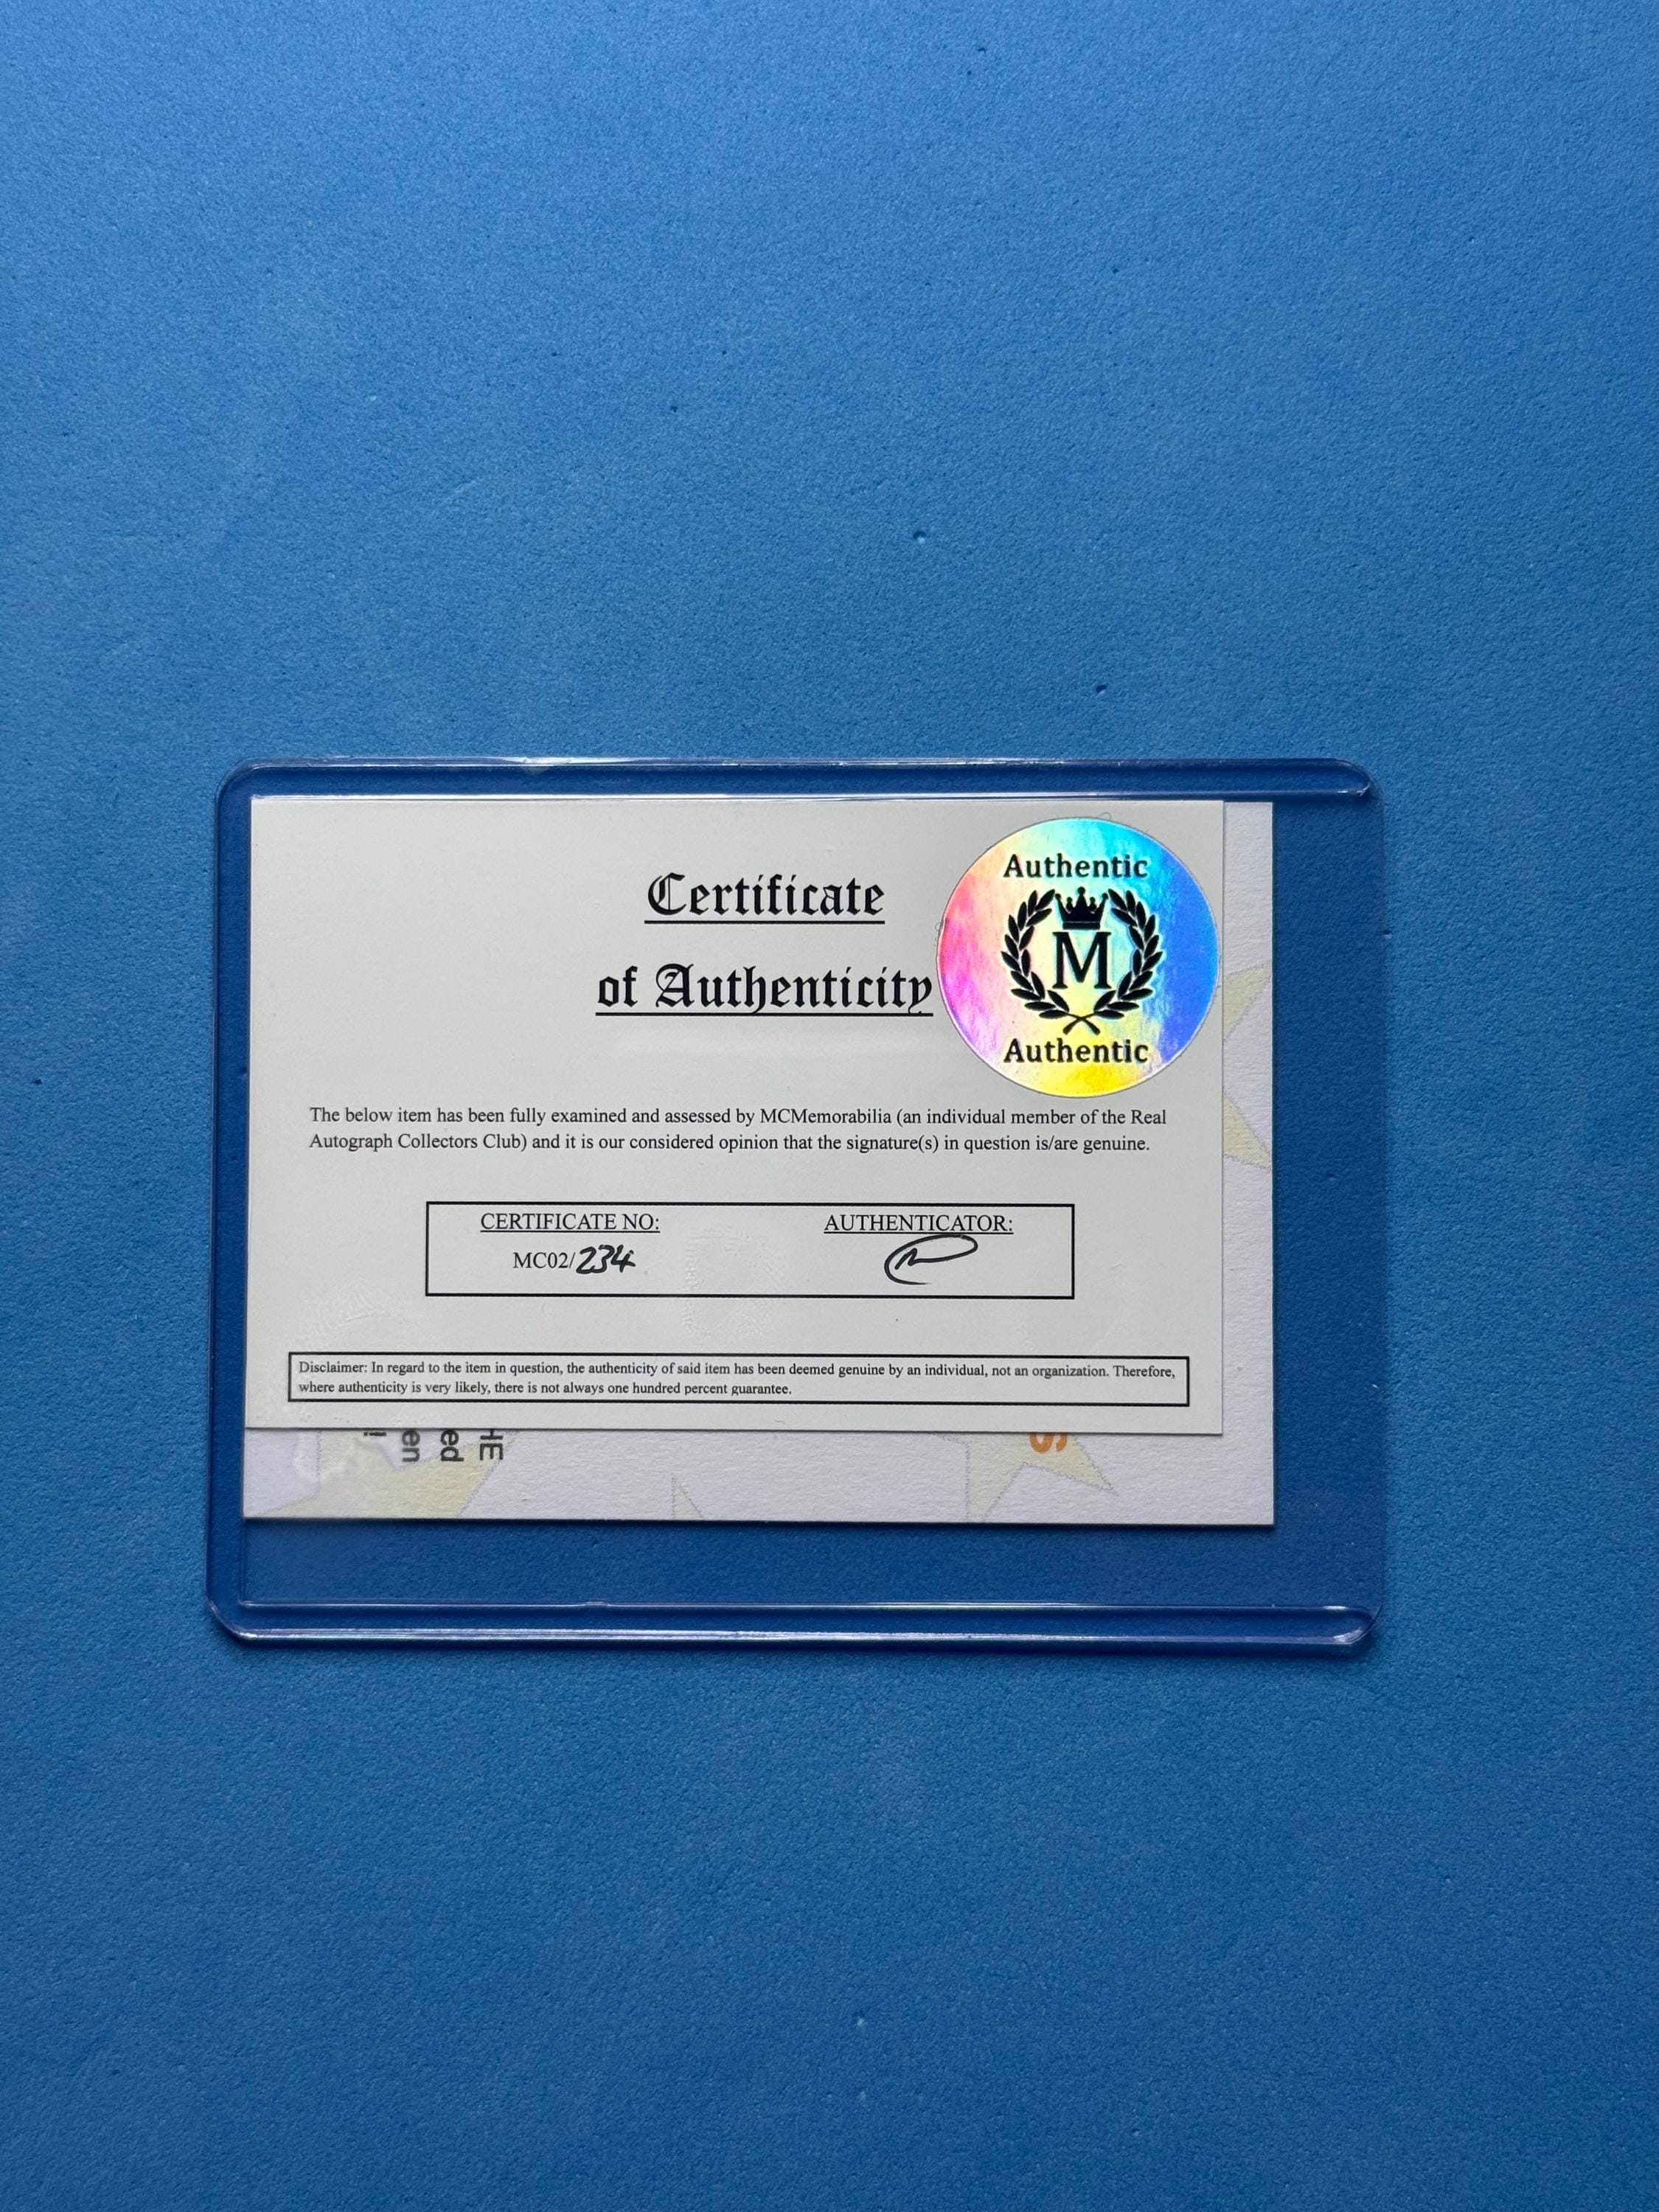 Certificate
of Authenticity
Authentic
M
Authentic
The below item has been fully examined and assessed by MCMemorabilia (an individual member of the Real
Autograph Collectors Club) and it is our considered opinion that the signature(s) in question is/are genuine.
CERTIFICATE NO:
MC02/234
AUTHENTICATOR:
Disclaimer: In regard to the item in question, the authenticity of said item has been deemed genuine by an individual, not an organization. Therefore,
where authenticity is very likely, there is not always one hundred percent guarantee.
HE
ed
en
S